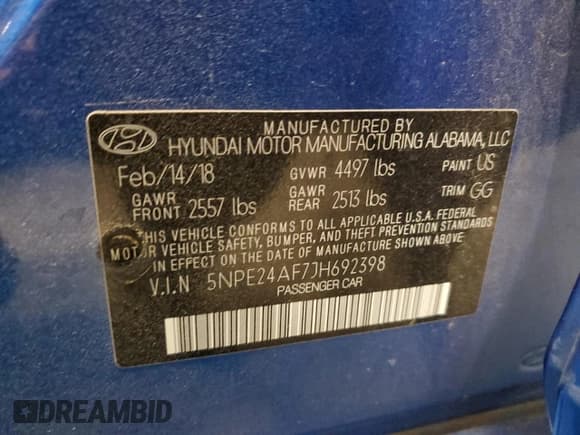 MANUFACTURED BY
HYUNDAI MOTOR MANUFACTURING ALABAMA, LLC
Feb/14/18 GVWR 4497 lbs PAINT US
GAWR FRONT 2557 lbs GAWR REAR 2513 lbs TRIM GG
THIS VEHICLE CONFORMS TO ALL APPLICABLE U.S.A. FEDERAL
MOTOR VEHICLE SAFETY, BUMPER, AND THEFT PREVENTION STANDARDS
IN EFFECT ON THE DATE OF MANUFACTURE SHOWN ABOVE.
V.I.N 5NPE24AF7JH692398
PASSENGER CAR
DREAMBID